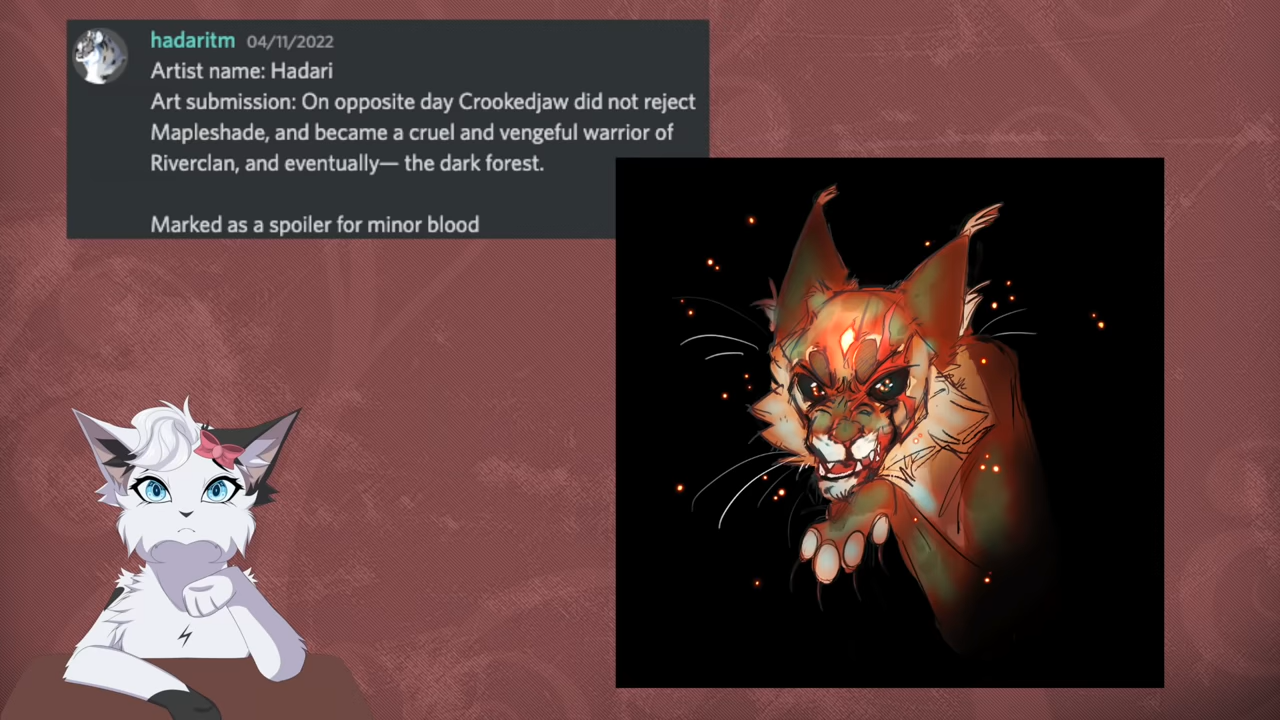 hadaritm 04/11/2022
Artist name: Hadari
Art submission: On opposite day Crookedjaw did not reject
Mapleshade, and became a cruel and vengeful warrior of
Riverclan, and eventually— the dark forest.
Marked as a spoiler for minor blood